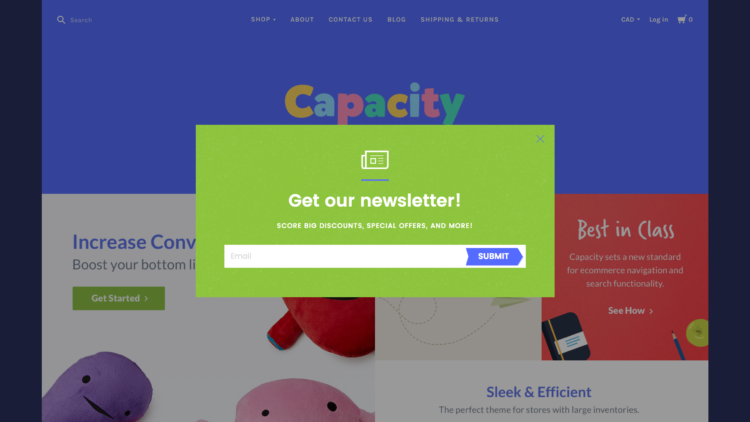 Search
SHOP
ABOUT
CONTACT US
BLOG
SHIPPING & RETURNS
CAD
Log in
0
Capacity
Get our newsletter!
SCORE BIG DISCOUNTS, SPECIAL OFFERS, AND MORE!
Email
SUBMIT
Increase Conv
Boost your bottom li
Get Started
Best in Class
Capacity sets a new standard
for ecommerce navigation and
search functionality.
See How
Sleek & Efficient
The perfect theme for stores with large inventories.